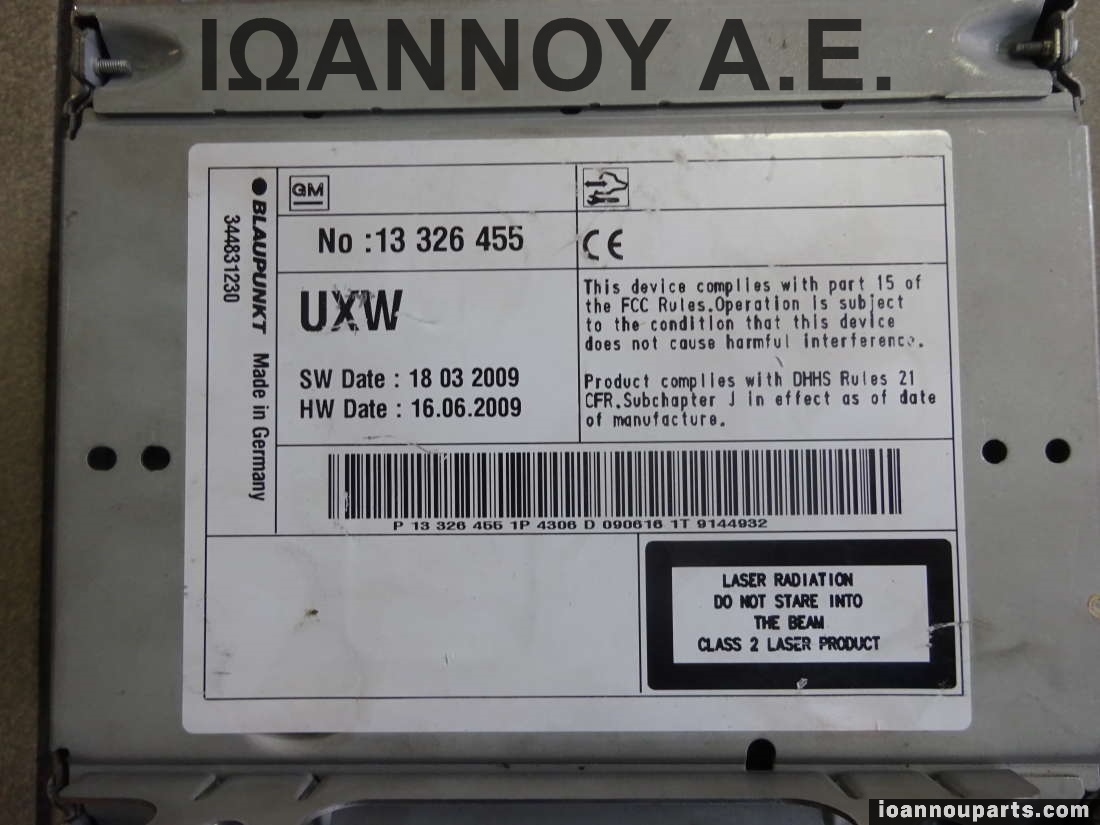 ΙΩΑΝΝΟΥ Α.Ε.
BLAUPUNKT Made in Germany
344831230
GM
No :13 326 455
CE
UXW
SW Date : 18 03 2009
HW Date : 16.06.2009
This device complies with part 15 of
the FCC Rules.Operation is subject
to the condition that this device
does not cause harmful interference.
Product complies with DHHS Rules 21
CFR.Subchapter J in effect as of date
of manufacture.
P 13 326 455 1P 4306 D 090616 1T 9144932
LASER RADIATION
DO NOT STARE INTO
THE BEAM
CLASS 2 LASER PRODUCT
ioannouparts.com